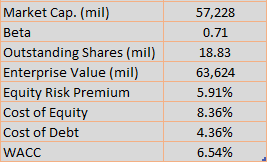 Market Cap. (mil) 57,228
Beta 0.71
Outstanding Shares (mil) 18.83
Enterprise Value (mil) 63,624
Equity Risk Premium 5.91%
Cost of Equity 8.36%
Cost of Debt 4.36%
WACC 6.54%